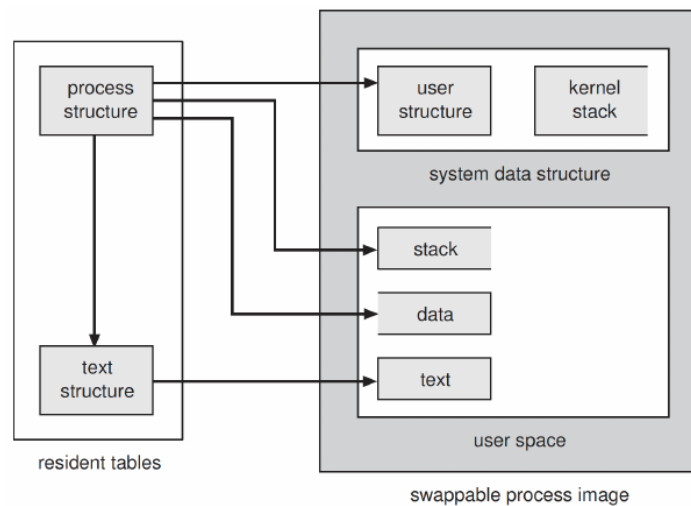 process
structure
user
structure
kernel
stack
system data structure
stack
data
text
structure
text
user space
resident tables
swappable process image